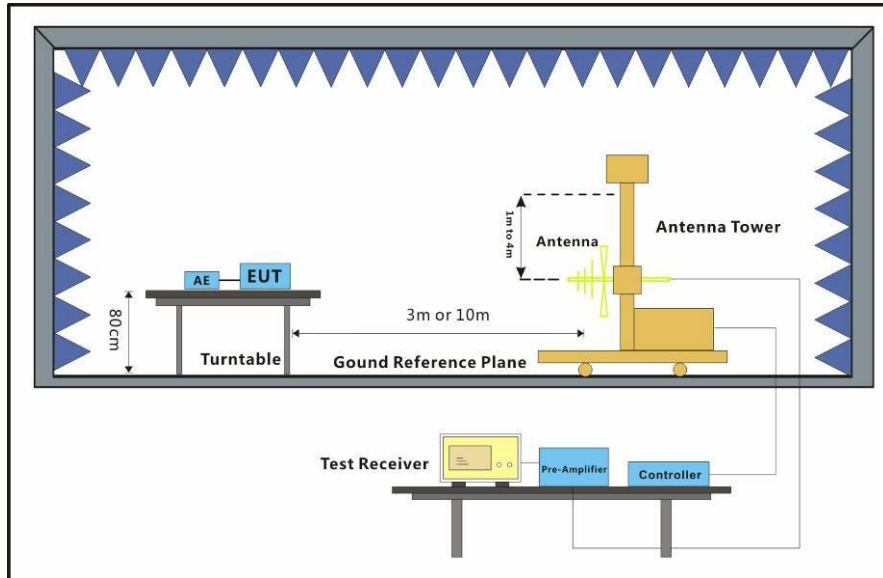 1m to 4m
Antenna Tower
Antenna
AE
EUT
80cm
3m or 10m
Turntable
Gound Reference Plane
Test Receiver
Pre-Amplifier
Controller